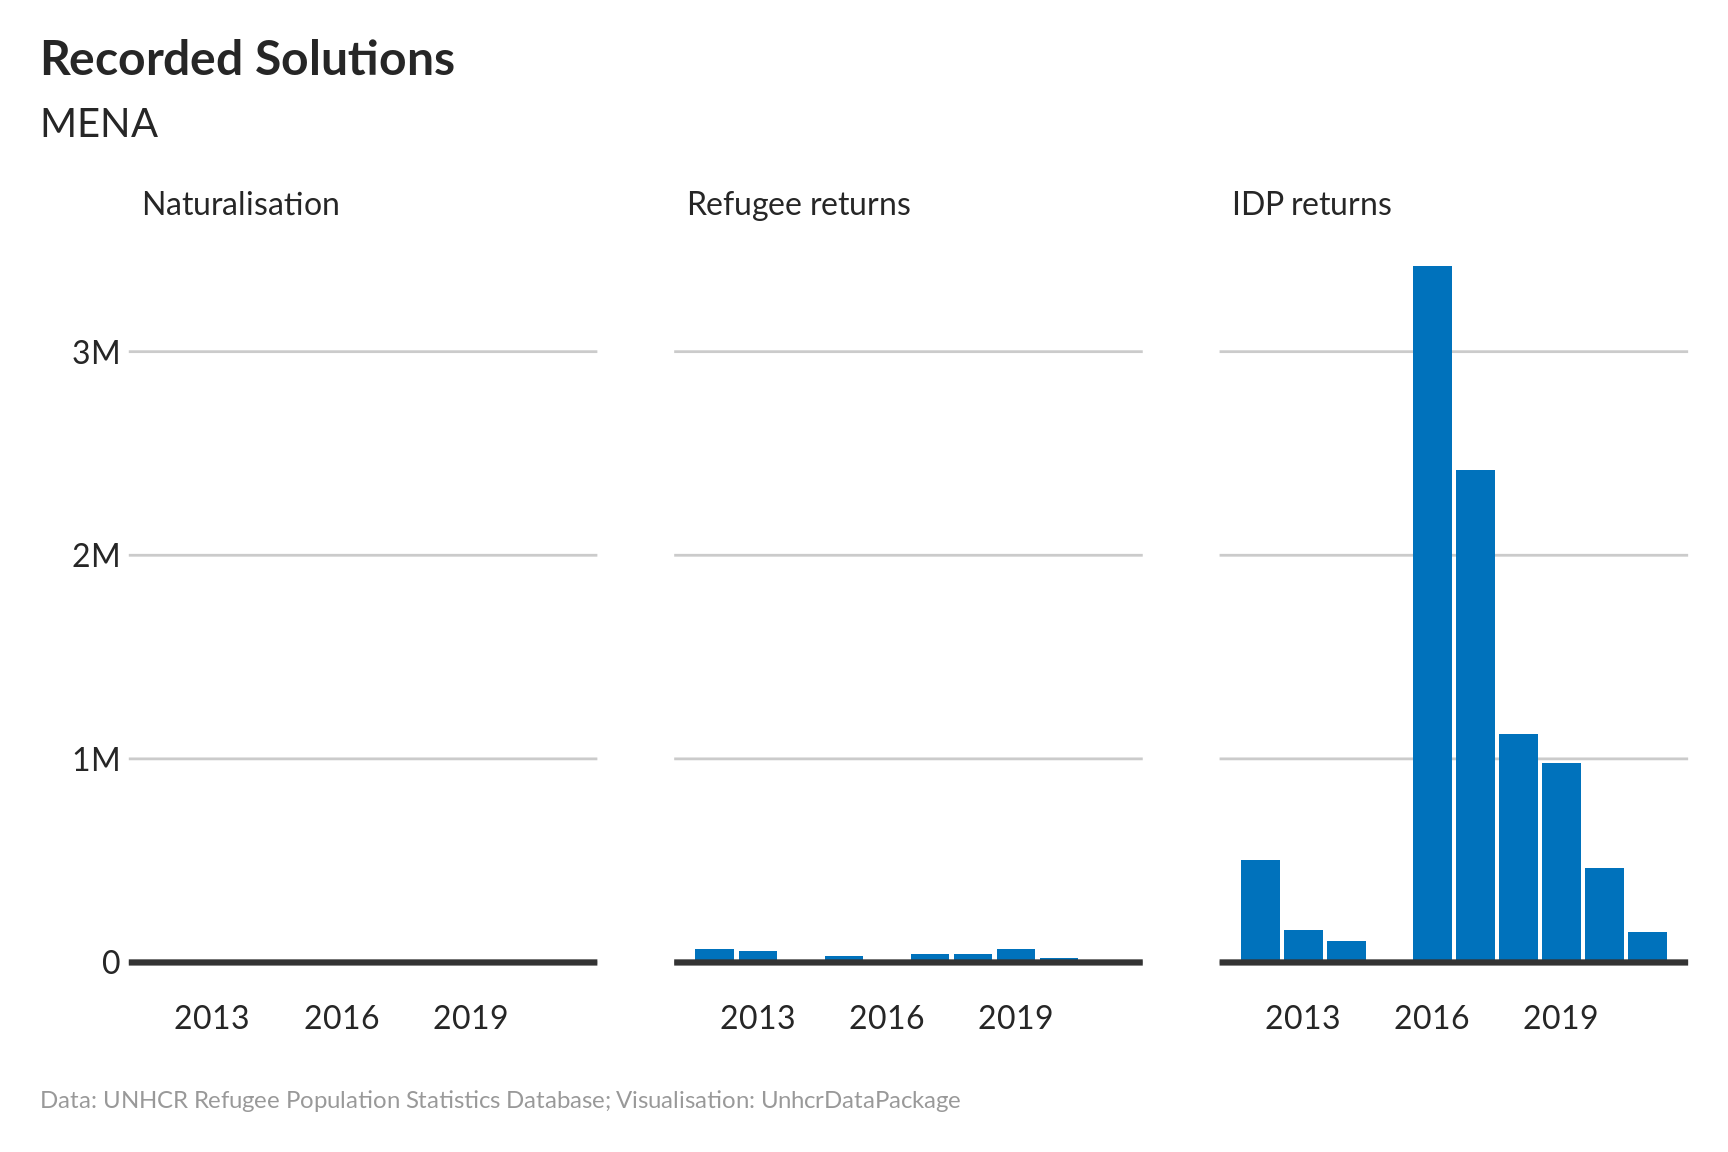 Recorded Solutions
MENA
Naturalisation
Refugee returns
IDP returns
3M
2M
1M
0
2013 2016 2019
2013 2016 2019
2013 2016 2019
Data: UNHCR Refugee Population Statistics Database; Visualisation: UnhcrDataPackage